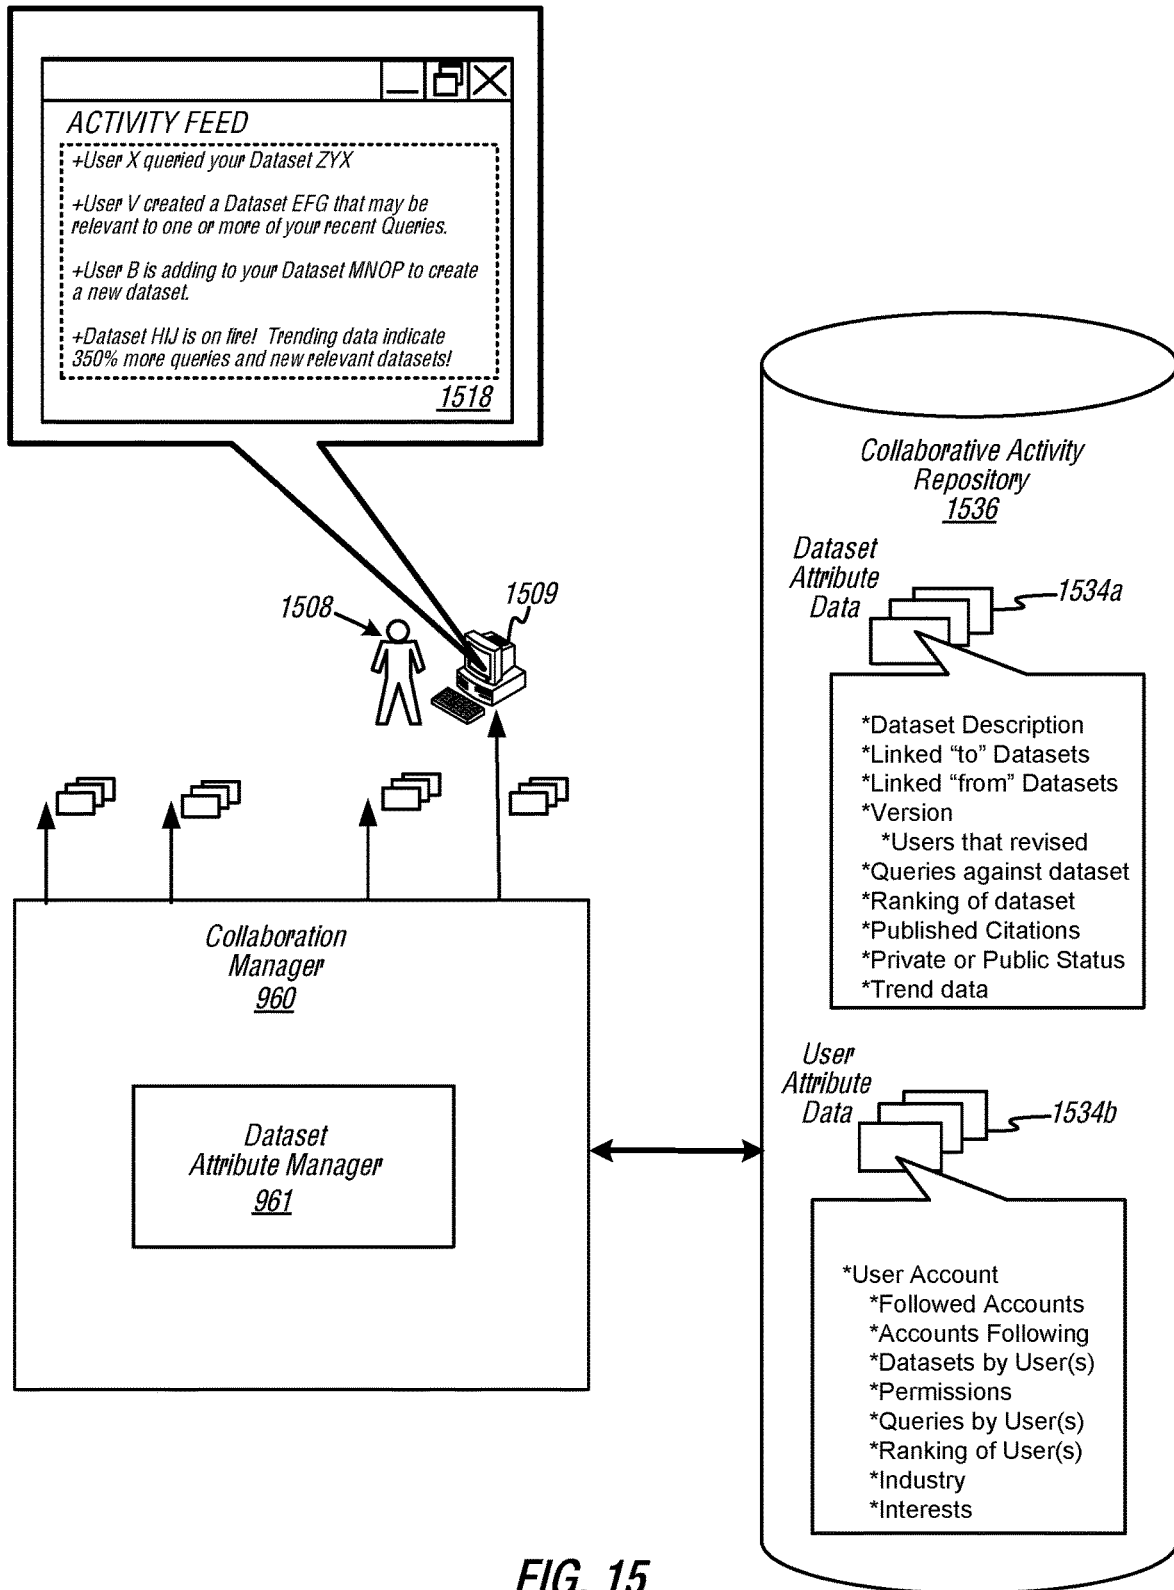 ACTIVITY FEED
+User X queried your Dataset ZYX
+User V created a Dataset EFG that may be
relevant to one or more of your recent Queries.
+User B is adding to your Dataset MNOP to create
a new dataset.
+Dataset HIJ is on fire! Trending data indicate
350% more queries and new relevant datasets!
1518
1508
1509
Collaborative Activity
Repository
1536
Dataset
Attribute
Data
1534a
*Dataset Description
*Linked “to” Datasets
*Linked “from” Datasets
*Version
*Users that revised
*Queries against dataset
*Ranking of dataset
*Published Citations
*Private or Public Status
*Trend data
Collaboration
Manager
960
Dataset
Attribute Manager
961
User
Attribute
Data
1534b
*User Account
*Followed Accounts
*Accounts Following
*Datasets by User(s)
*Permissions
*Queries by User(s)
*Ranking of User(s)
*Industry
*Interests
FIG. 15